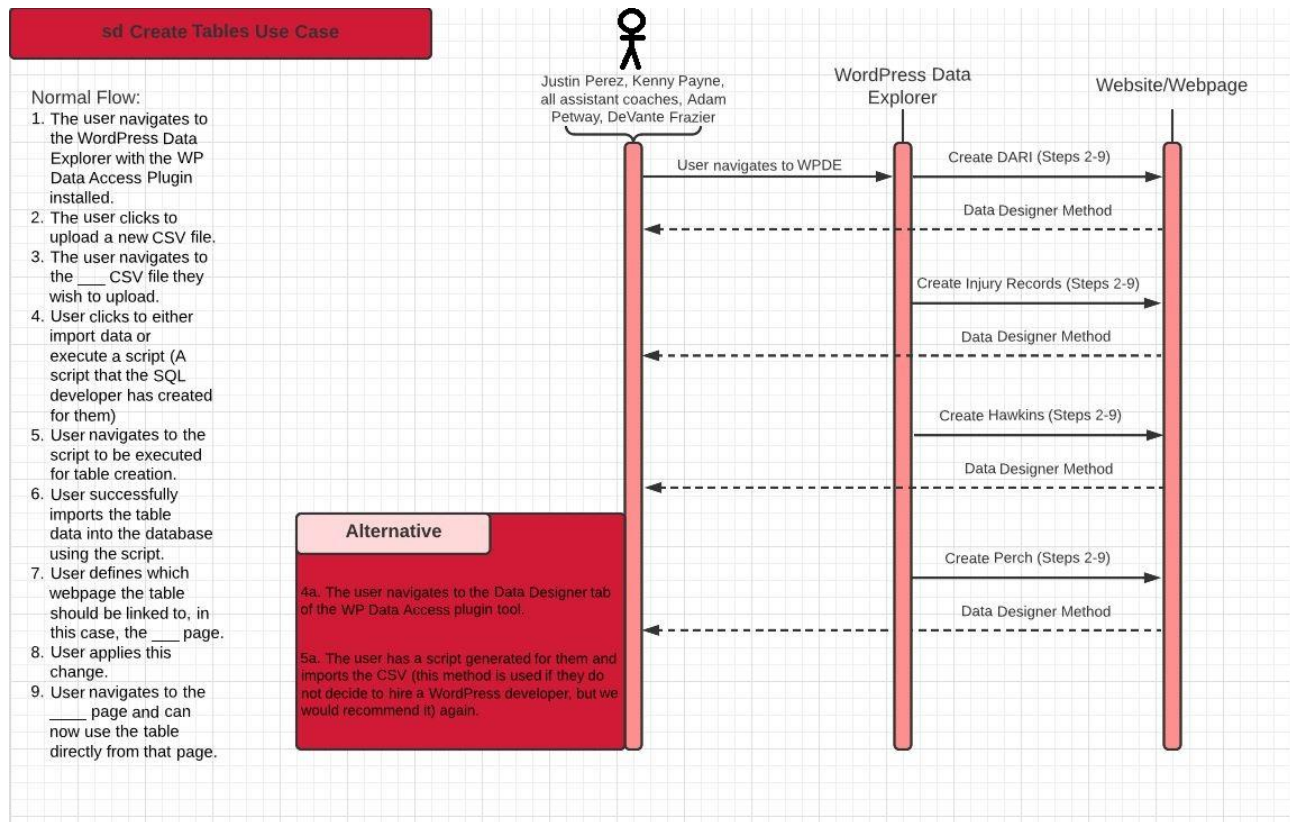 sd Create Tables Use Case
Normal Flow:
1. The user navigates to
the WordPress Data
Explorer with the WP
Data Access Plugin
installed.
2. The user clicks to
upload a new CSV file.
3. The user navigates to
the ___ CSV file they
wish to upload.
4. User clicks to either
import data or
execute a script (A
script that the SQL
developer has created
for them)
5. User navigates to the
script to be executed
for table creation.
6. User successfully
imports the table
data into the database
using the script.
7. User defines which
webpage the table
should be linked to, in
this case, the ___ page.
8. User applies this
change.
9. User navigates to the
____ page and can
now use the table
directly from that page.
Justin Perez, Kenny Payne,
all assistant coaches, Adam
Petway, DeVante Frazier
WordPress Data
Explorer
Website/Webpage
User navigates to WPDE
Create DARI (Steps 2-9)
Data Designer Method
Create Injury Records (Steps 2-9)
Data Designer Method
Create Hawkins (Steps 2-9)
Data Designer Method
Create Perch (Steps 2-9)
Data Designer Method
Alternative
4a. The user navigates to the Data Designer tab
of the WP Data Access plugin tool.
5a. The user has a script generated for them and
imports the CSV (this method is used if they do
not decide to hire a WordPress developer, but we
would recommend it) again.